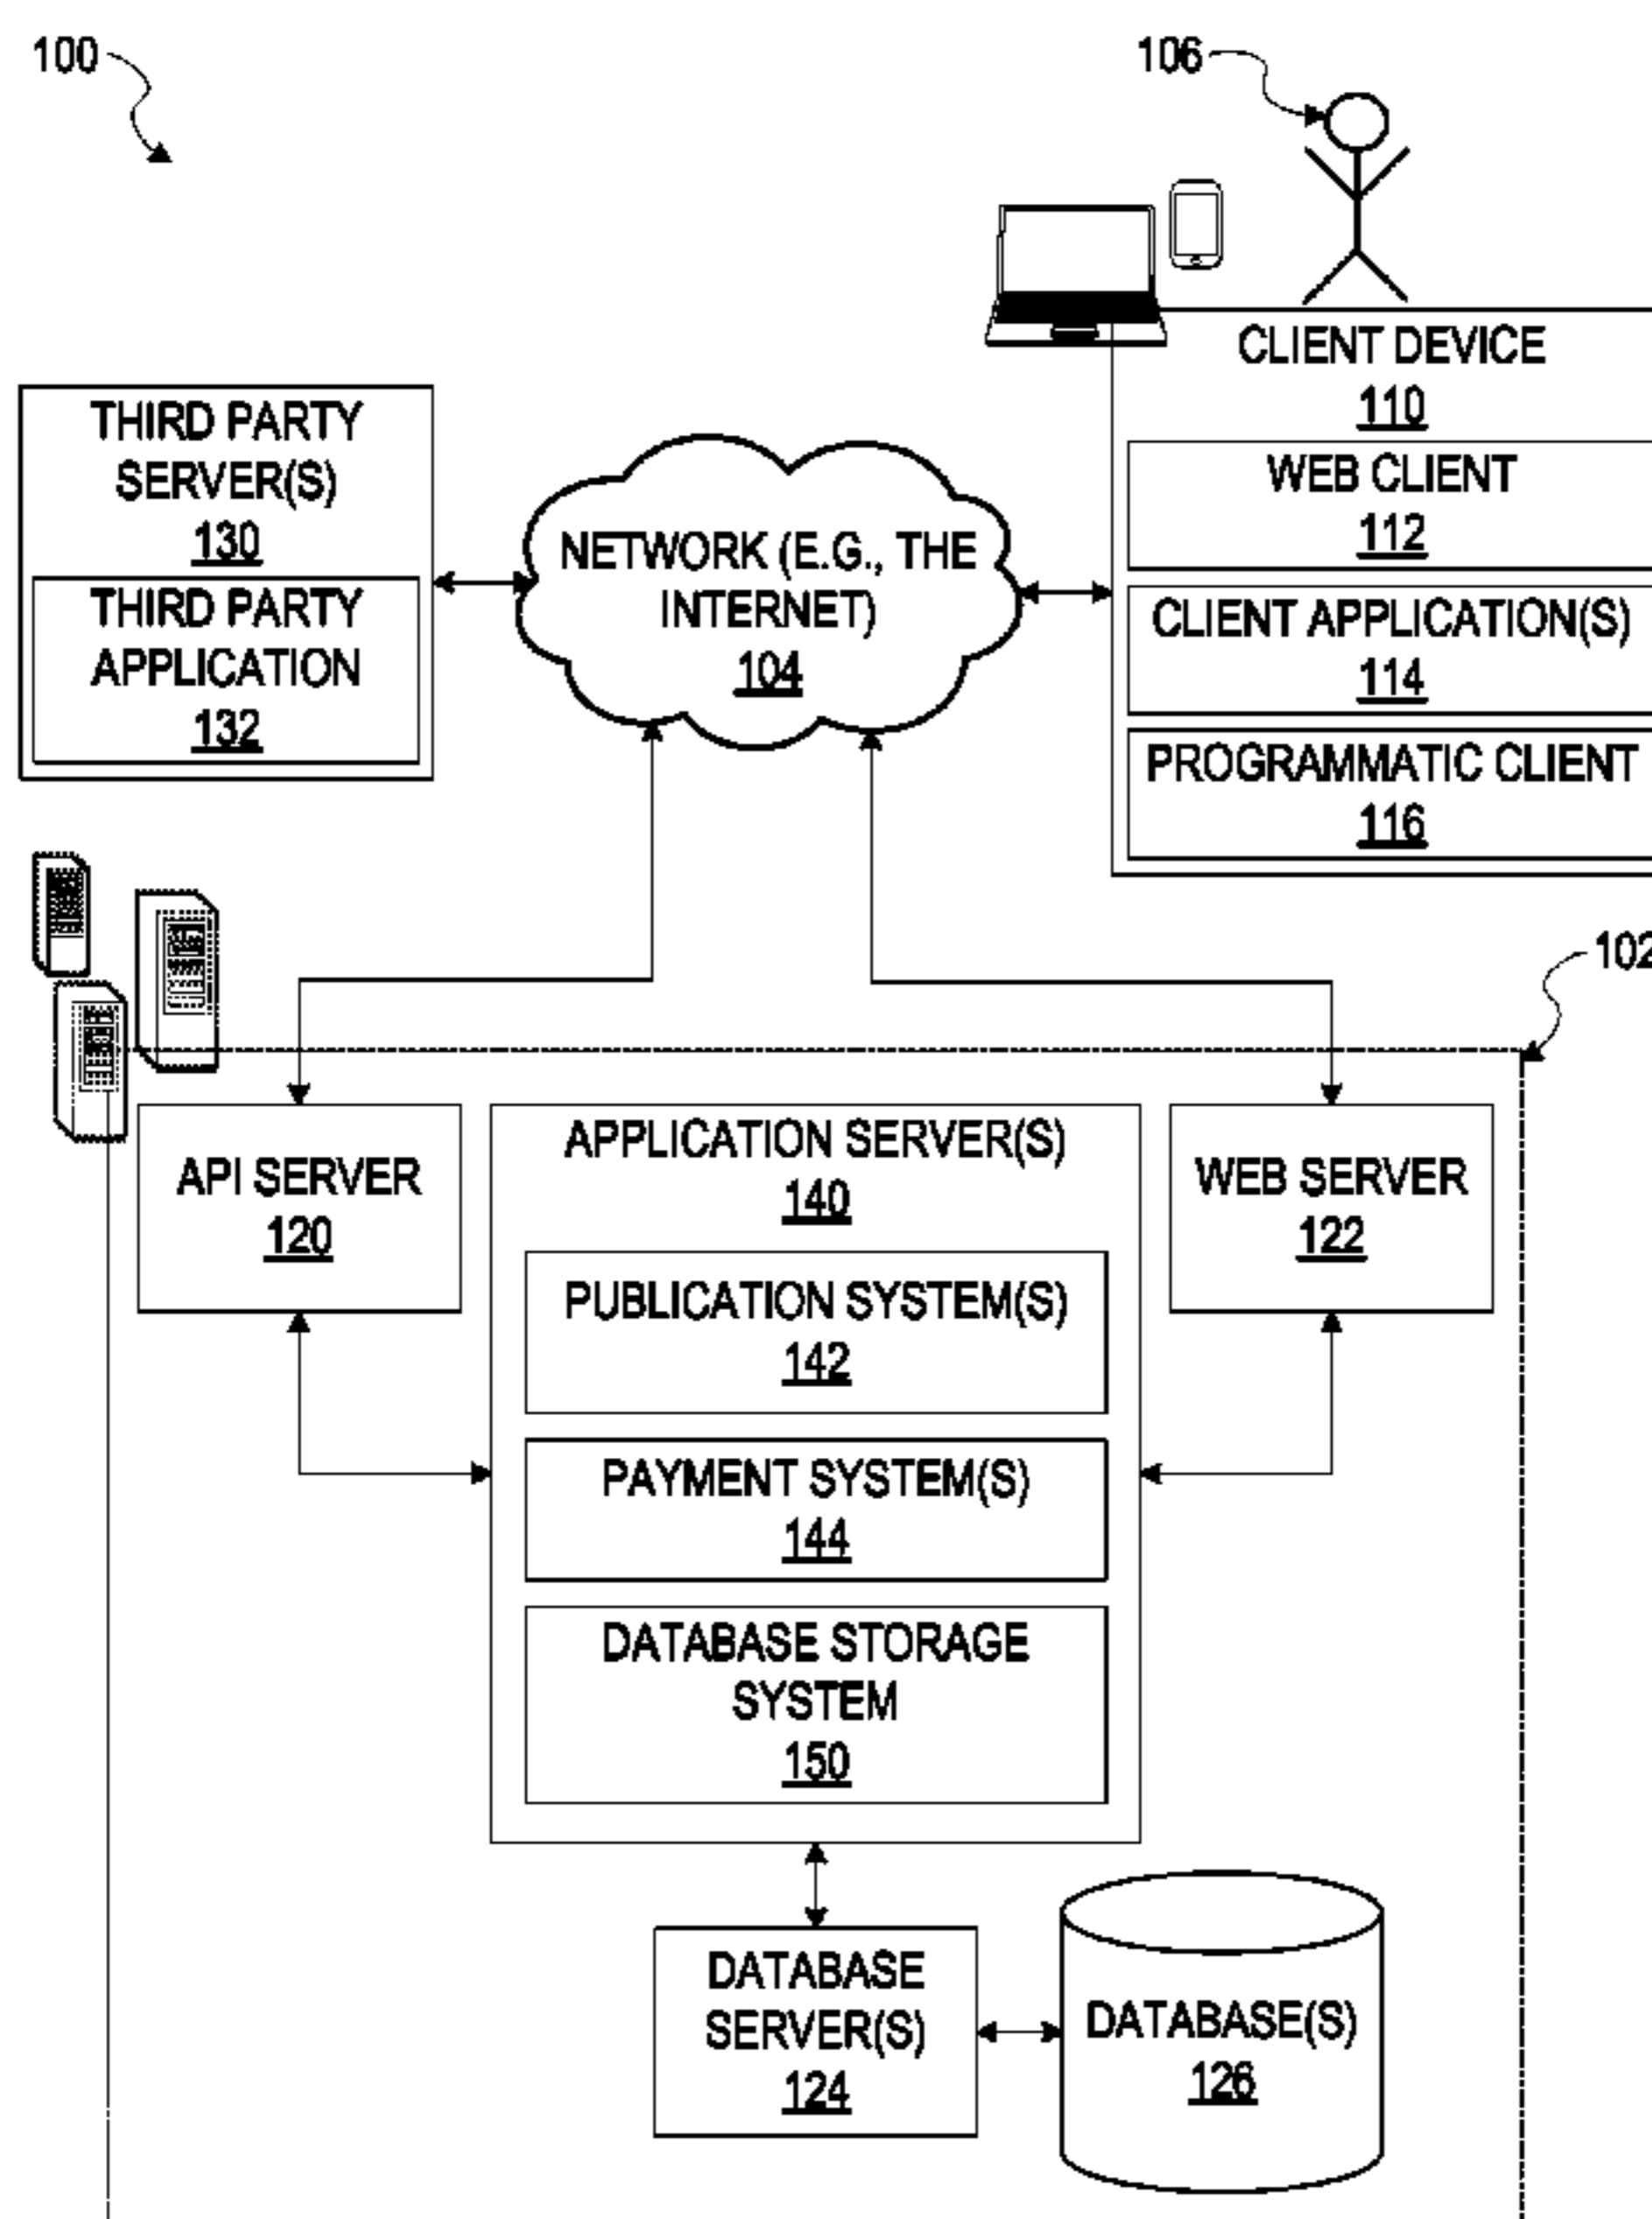 100
106
CLIENT DEVICE
110
WEB CLIENT
112
CLIENT APPLICATION(S)
114
PROGRAMMATIC CLIENT
116
THIRD PARTY
SERVER(S)
130
THIRD PARTY
APPLICATION
132
NETWORK (E.G., THE
INTERNET)
104
102
API SERVER
120
APPLICATION SERVER(S)
140
PUBLICATION SYSTEM(S)
142
PAYMENT SYSTEM(S)
144
DATABASE STORAGE
SYSTEM
150
WEB SERVER
122
DATABASE
SERVER(S)
124
DATABASE(S)
126